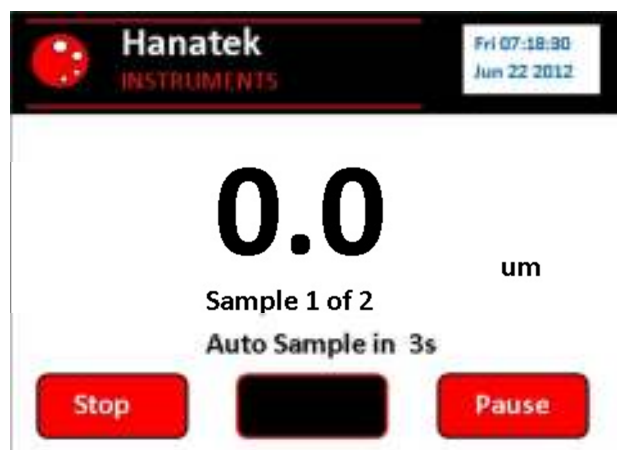 Hanatek
INSTRUMENTS
Fri 07:18:30
Jun 22 2012
0.0
um
Sample 1 of 2
Auto Sample in 3s
Stop
Pause